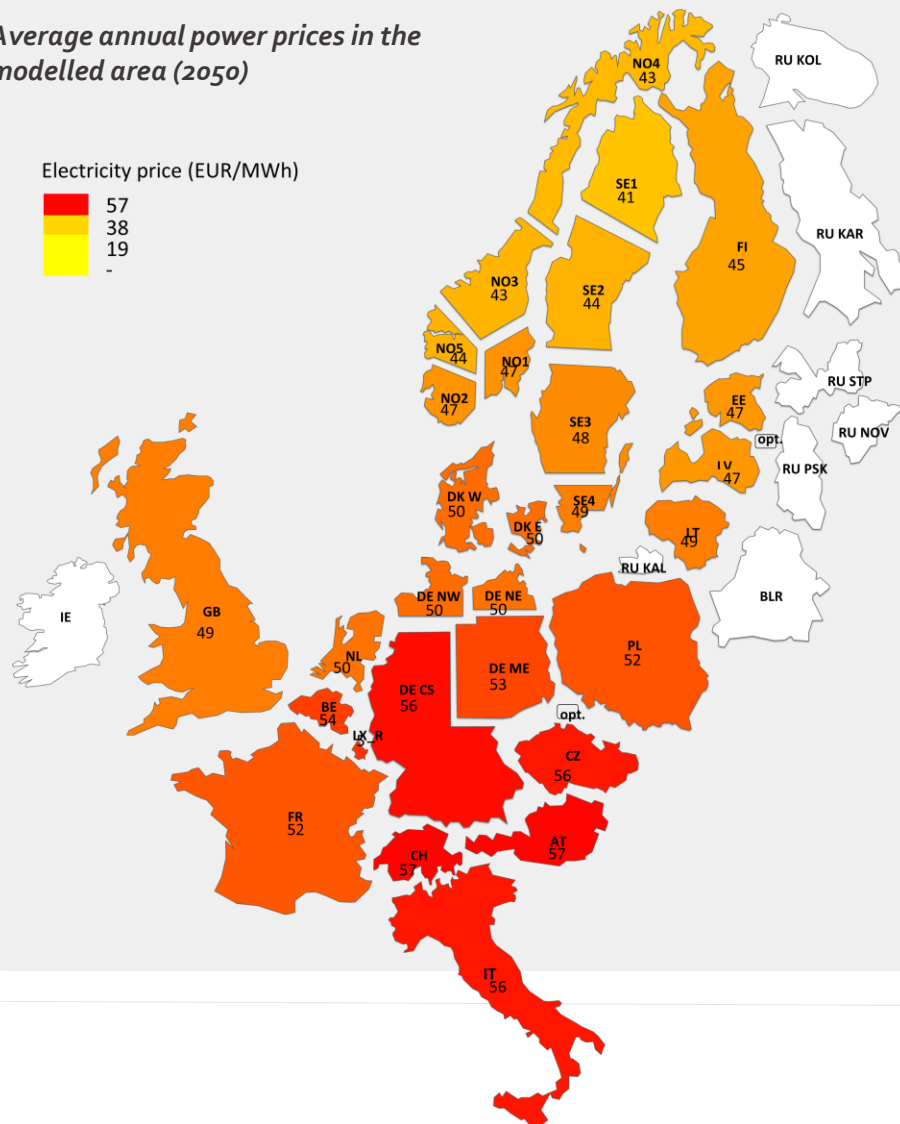 Average annual power prices in the
modelled area (2050)
Electricity price (EUR/MWh)
57
38
19
-
NO4
43
RU KOL
SE1
41
RU KAR
FI
45
NO3
43
SE2
44
NO5
44
NO1
47
NO2
47
RU STP
EE
47
RU NOV
SE3
48
opt.
LV
47
RU PSK
DK W
50
SE4
49
DK E
50
LT
49
RU KAL
BLR
DE NW
50
DE NE
50
IE
GB
49
PL
52
NL
50
DE ME
53
DE CS
56
BE
54
opt.
LX_R
CZ
56
FR
52
AT
57
CH
57
IT
56